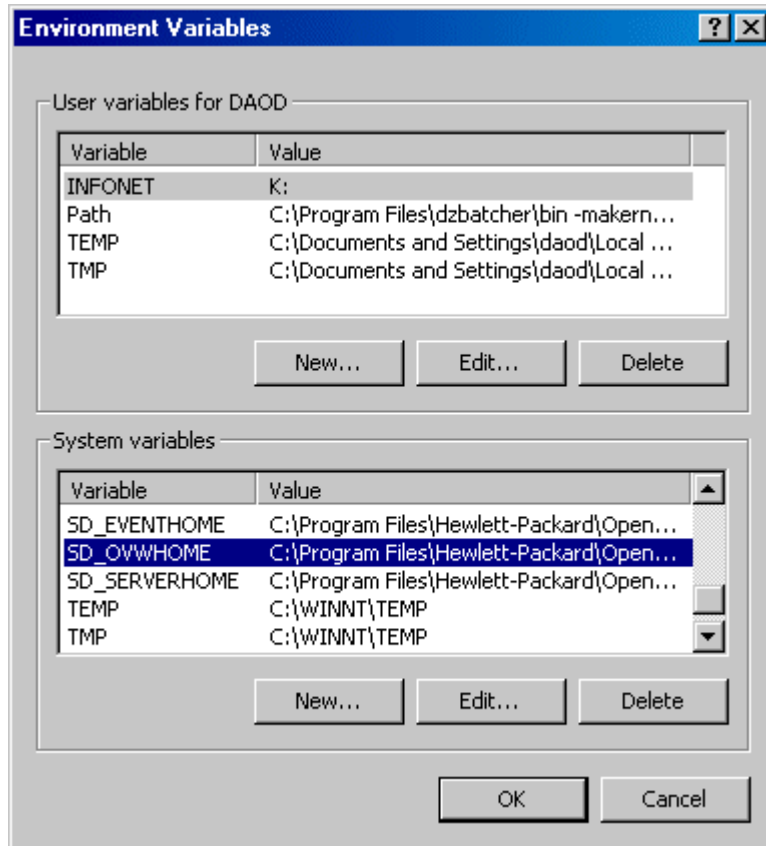 Environment Variables
User variables for DAOD
Variable Value
INFONET K:
Path C:\Program Files\dzbatcher\bin -makern...
TEMP C:\Documents and Settings\daod\Local ...
TMP C:\Documents and Settings\daod\Local ...
New... Edit... Delete
System variables
Variable Value
SD_EVENTHOME C:\Program Files\Hewlett-Packard\Open...
SD_OVWHOME C:\Program Files\Hewlett-Packard\Open...
SD_SERVERHOME C:\Program Files\Hewlett-Packard\Open...
TEMP C:\WINNT\TEMP
TMP C:\WINNT\TEMP
New... Edit... Delete
OK Cancel